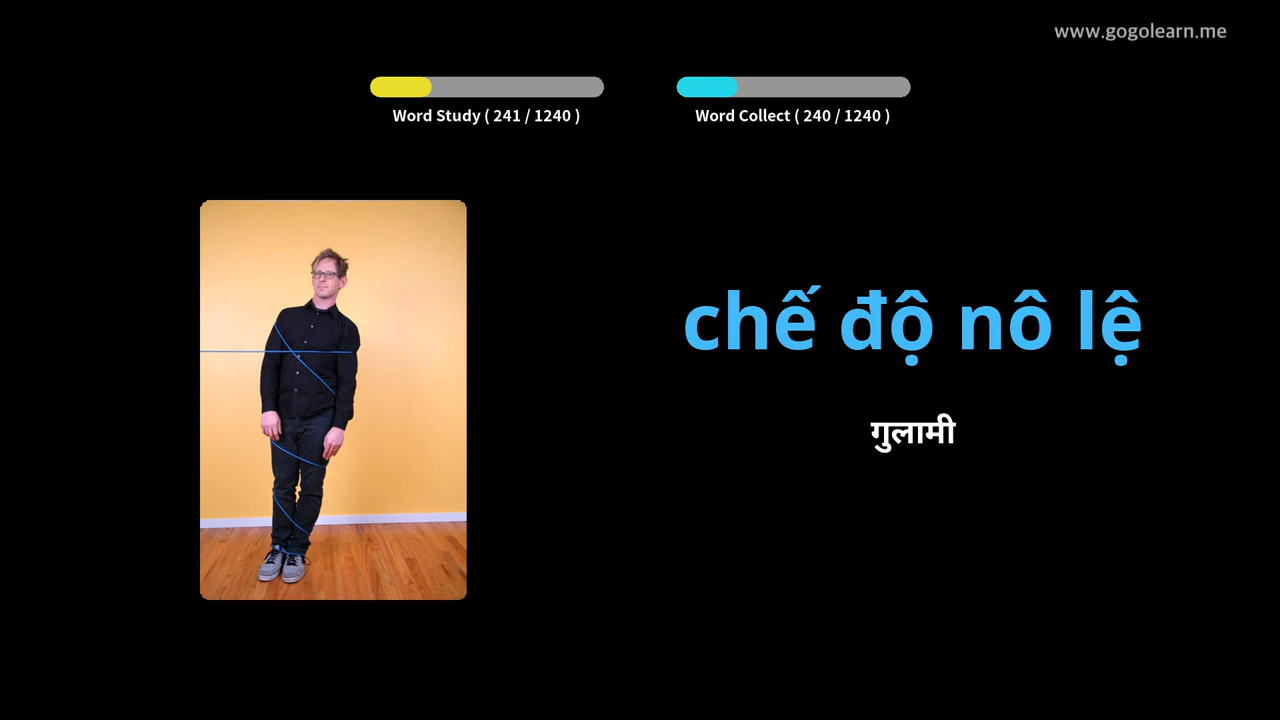 www.gogolearn.me
Word Study ( 241 / 1240 )
Word Collect ( 240 / 1240 )
chế độ nô lệ
गुलामी